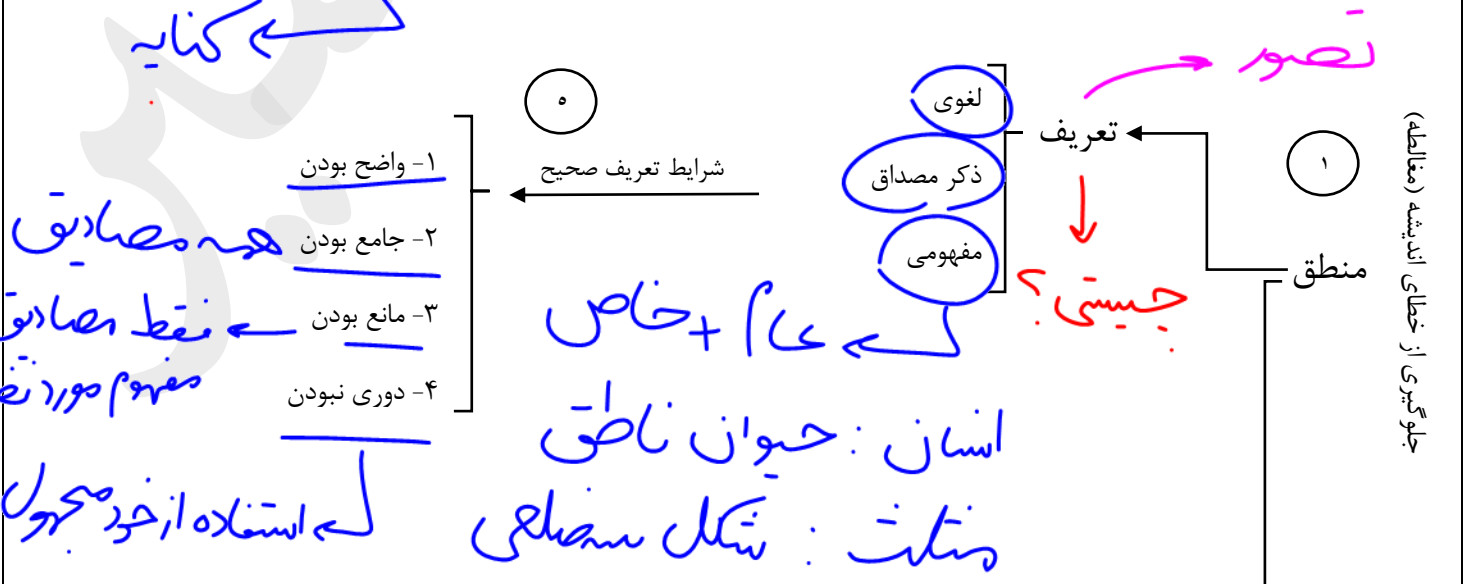 جلوگیری از خطای اندیشه (مغالطه)
۱
منطق
تصور
تعریف
چیستی؟
لغوی
ذکر مصداق
مفهومی
عام + خاص
انسان : حیوان ناطق
مثلث : شکل سه ضلعی
۵
شرایط تعریف صحیح
کنایه
۱- واضح بودن
۲- جامع بودن همه مصادیق
۳- مانع بودن فقط مصادیق
مفهوم مورد
۴- دوری نبودن
استفاده از خود مجهول